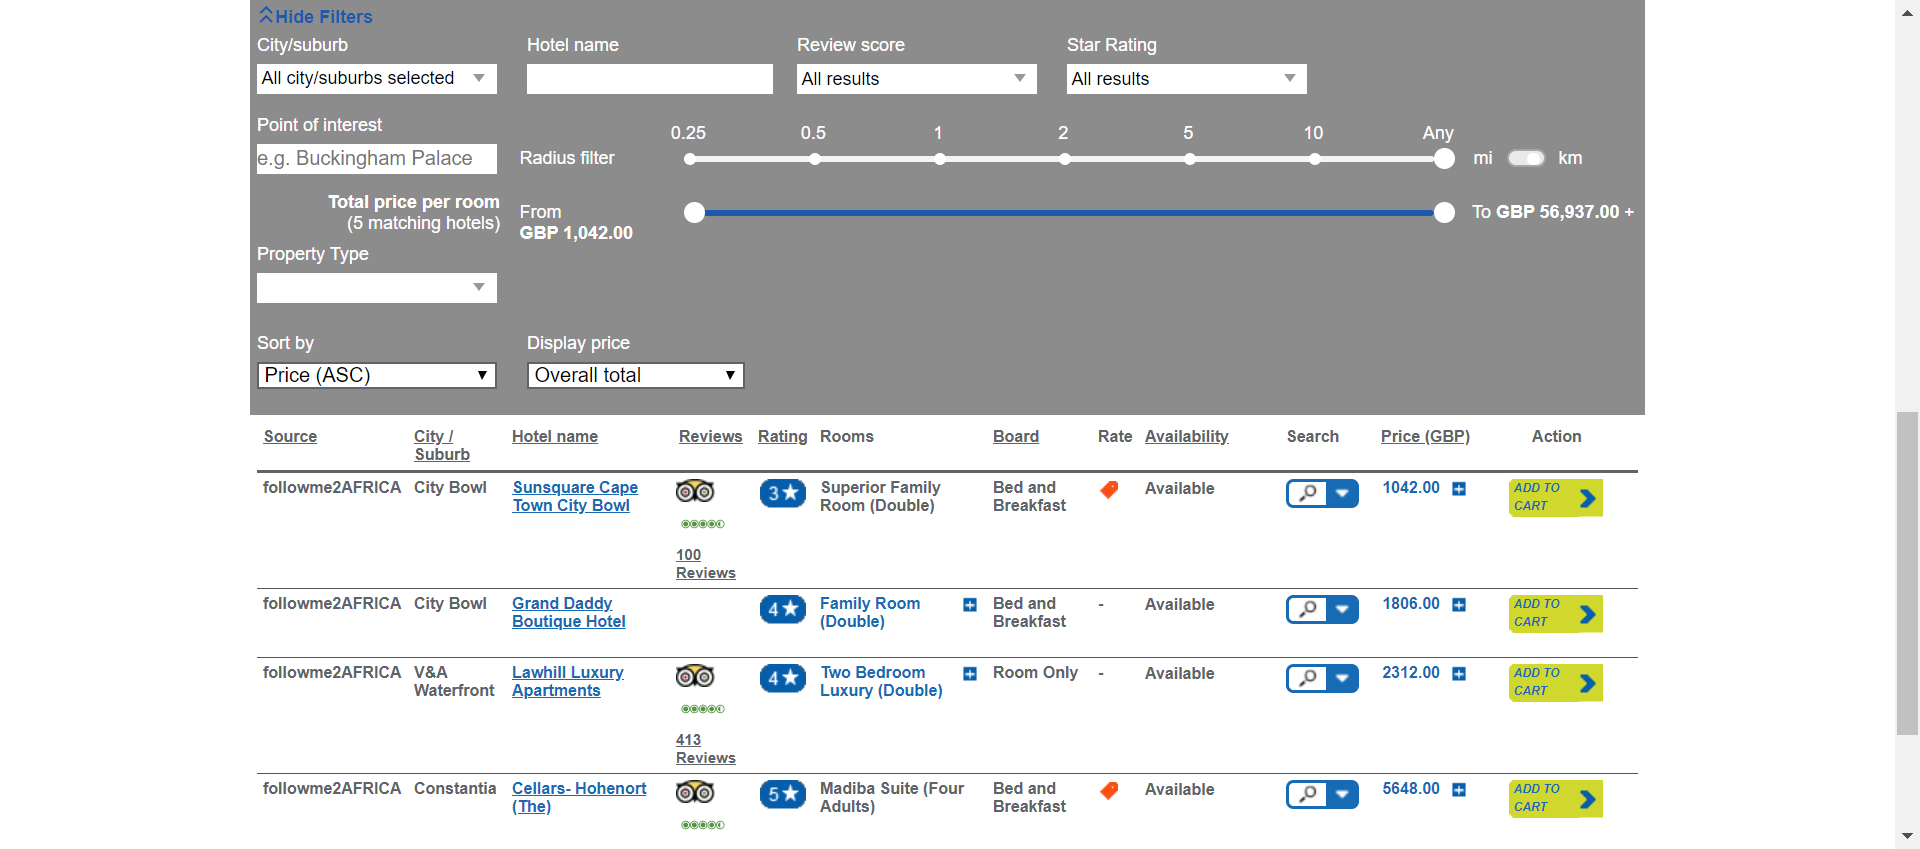 Hide Filters
City/suburb Hotel name Review score Star Rating
All city/suburbs selected All results All results
Point of interest
0.25 0.5 1 2 5 10 Any
e.g. Buckingham Palace Radius filter mi km
Total price per room
(5 matching hotels)
From
GBP 1,042.00
To GBP 56,937.00 +
Property Type
Sort by Display price
Price (ASC) Overall total
Source City / Suburb Hotel name Reviews Rating Rooms Board Rate Availability Search Price (GBP) Action
followme2AFRICA City Bowl Sunsquare Cape 3 Superior Family Bed and Available 1042.00 ADD TO
Town City Bowl Room (Double) Breakfast CART
100
Reviews
followme2AFRICA City Bowl Grand Daddy 4 Family Room Bed and - Available 1806.00 ADD TO
Boutique Hotel (Double) Breakfast CART
followme2AFRICA V&A Lawhill Luxury 4 Two Bedroom Room Only - Available 2312.00 ADD TO
Waterfront Apartments Luxury (Double) CART
413
Reviews
followme2AFRICA Constantia Cellars- Hohenort 5 Madiba Suite (Four Bed and Available 5648.00 ADD TO
(The) Adults) Breakfast CART